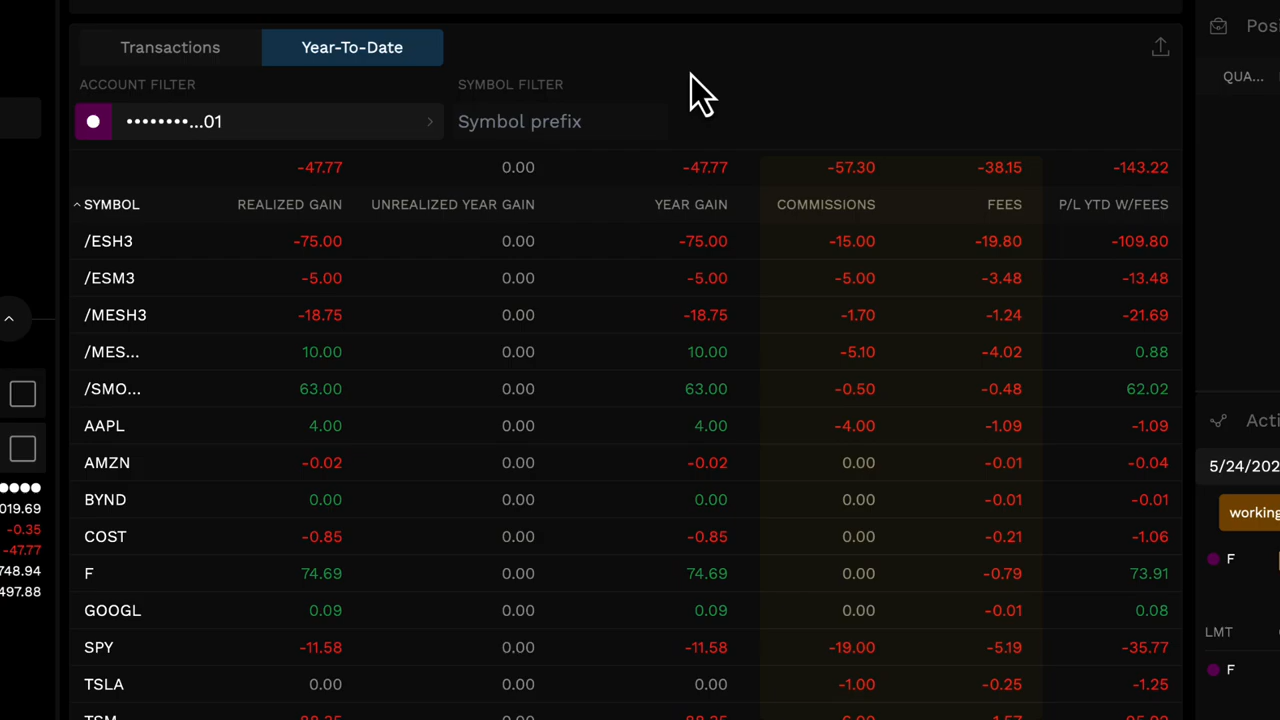 Transactions Year-To-Date Posi
ACCOUNT FILTER SYMBOL FILTER QUA...
••••••••...01 Symbol prefix
-47.77 0.00 -47.77 -57.30 -38.15 -143.22
SYMBOL REALIZED GAIN UNREALIZED YEAR GAIN YEAR GAIN COMMISSIONS FEES P/L YTD W/FEES
/ESH3 -75.00 0.00 -75.00 -15.00 -19.80 -109.80
/ESM3 -5.00 0.00 -5.00 -5.00 -3.48 -13.48
/MESH3 -18.75 0.00 -18.75 -1.70 -1.24 -21.69
/MES... 10.00 0.00 10.00 -5.10 -4.02 0.88
/SMO... 63.00 0.00 63.00 -0.50 -0.48 62.02
AAPL 4.00 0.00 4.00 -4.00 -1.09 -1.09
AMZN -0.02 0.00 -0.02 0.00 -0.01 -0.04
BYND 0.00 0.00 0.00 0.00 -0.01 -0.01
COST -0.85 0.00 -0.85 0.00 -0.21 -1.06
F 74.69 0.00 74.69 0.00 -0.79 73.91
GOOGL 0.09 0.00 0.09 0.00 -0.01 0.08
SPY -11.58 0.00 -11.58 -19.00 -5.19 -35.77
TSLA 0.00 0.00 0.00 -1.00 -0.25 -1.25
019.69
-0.35
-47.77
748.94
497.88
Acti
5/24/202
working
F
LMT
F